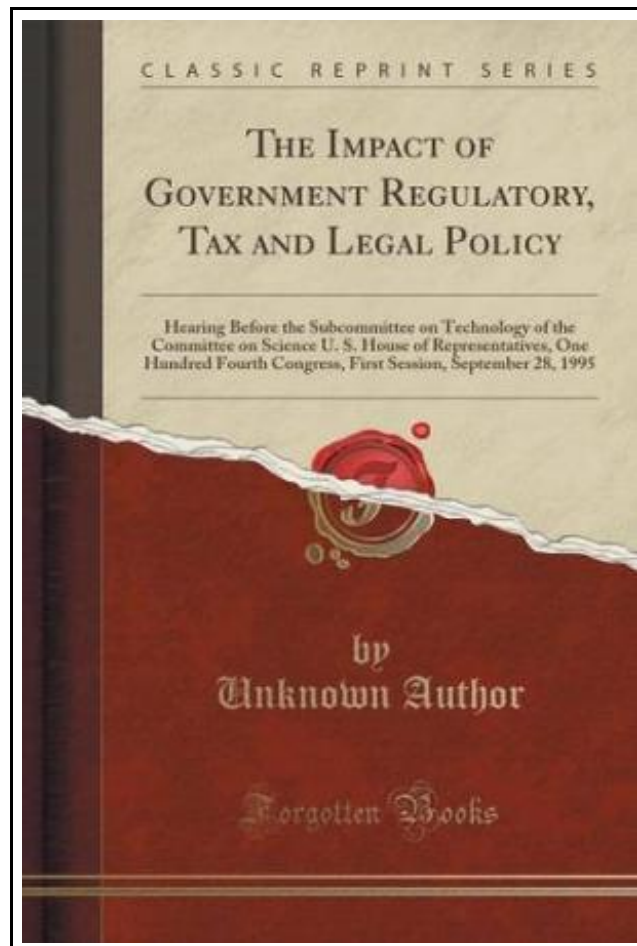 CLASSIC REPRINT SERIES
THE IMPACT OF
GOVERNMENT REGULATORY,
TAX AND LEGAL POLICY
Hearing Before the Subcommittee on Technology of the
Committee on Science U. S. House of Representatives, One
Hundred Fourth Congress, First Session, September 28, 1995
F
by
Unknown Author
Forgotten Books